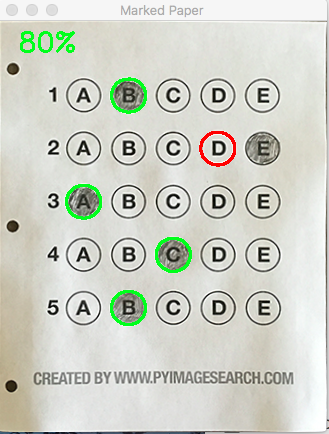 Marked Paper
80%
1 A B C D E
2 A B C D E
3 A B C D E
4 A B C D E
5 A B C D E
CREATED BY WWW.PYIMAGESEARCH.COM